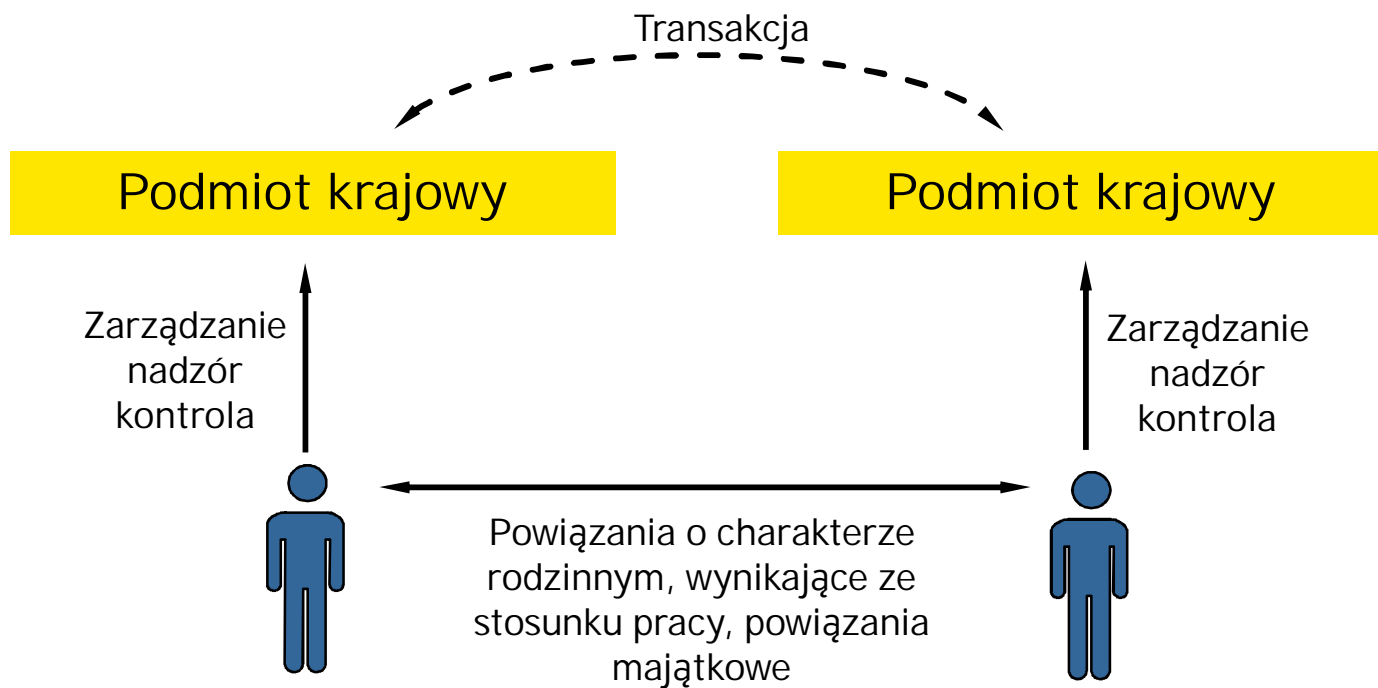 Transakcja
Podmiot krajowy
Podmiot krajowy
Zarządzanie
nadzór
kontrola
Zarządzanie
nadzór
kontrola
Powiązania o charakterze
rodzinnym, wynikające ze
stosunku pracy, powiązania
majątkowe